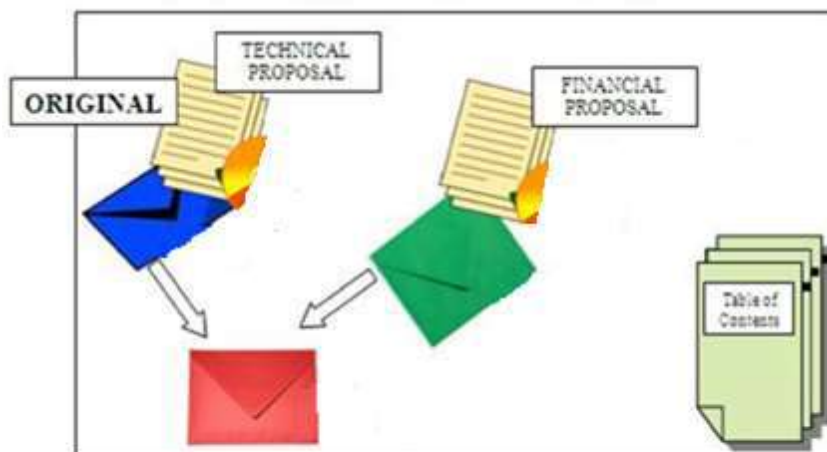 TECHNICAL
PROPOSAL
ORIGINAL
FINANCIAL
PROPOSAL
Table of
Contents